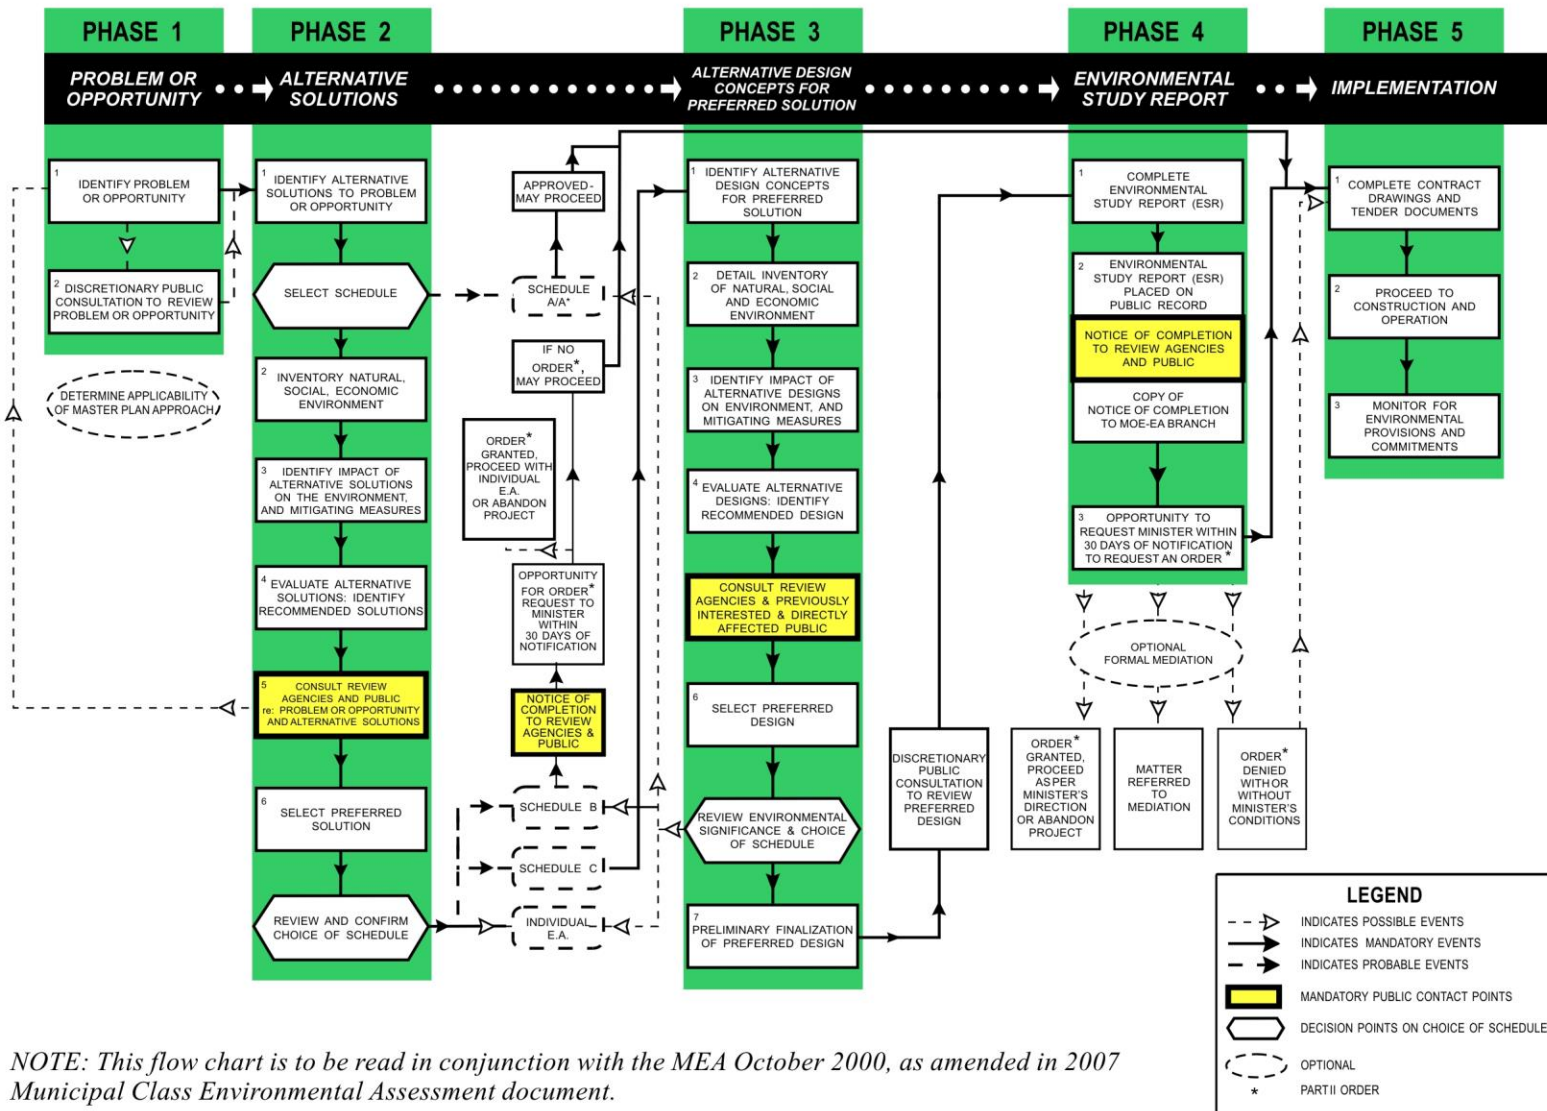 PHASE 1
PHASE 2
PHASE 3
PHASE 4
PHASE 5
PROBLEM OR
OPPORTUNITY
ALTERNATIVE
SOLUTIONS
ALTERNATIVE DESIGN
CONCEPTS FOR
PREFERRED SOLUTION
ENVIRONMENTAL
STUDY REPORT
IMPLEMENTATION
1
IDENTIFY PROBLEM
OR OPPORTUNITY
2 DISCRETIONARY PUBLIC
CONSULTATION TO REVIEW
PROBLEM OR OPPORTUNITY
DETERMINE APPLICABILITY
OF MASTER PLAN APPROACH
1
IDENTIFY ALTERNATIVE
SOLUTIONS TO PROBLEM
OR OPPORTUNITY
SELECT SCHEDULE
2
INVENTORY NATURAL,
SOCIAL, ECONOMIC
ENVIRONMENT
3 IDENTIFY IMPACT OF
ALTERNATIVE SOLUTIONS
ON THE ENVIRONMENT,
AND MITIGATING MEASURES
4
EVALUATE ALTERNATIVE
SOLUTIONS: IDENTIFY
RECOMMENDED SOLUTIONS
5 CONSULT REVIEW
AGENCIES AND PUBLIC
re: PROBLEM OR OPPORTUNITY
AND ALTERNATIVE SOLUTIONS
6
SELECT PREFERRED
SOLUTION
REVIEW AND CONFIRM
CHOICE OF SCHEDULE
APPROVED-
MAY PROCEED
SCHEDULE
A/A*
IF NO
ORDER*,
MAY PROCEED
ORDER*
GRANTED,
PROCEED WITH
INDIVIDUAL
E.A.
OR ABANDON
PROJECT
OPPORTUNITY
FOR ORDER*
REQUEST TO
MINISTER
WITHIN
30 DAYS OF
NOTIFICATION
NOTICE OF
COMPLETION
TO REVIEW
AGENCIES &
PUBLIC
SCHEDULE B
SCHEDULE C
INDIVIDUAL
E.A.
1
IDENTIFY ALTERNATIVE
DESIGN CONCEPTS
FOR PREFERRED
SOLUTION
2
DETAIL INVENTORY
OF NATURAL, SOCIAL
AND ECONOMIC
ENVIRONMENT
3
IDENTIFY IMPACT OF
ALTERNATIVE DESIGNS
ON ENVIRONMENT, AND
MITIGATING MEASURES
4
EVALUATE ALTERNATIVE
DESIGNS: IDENTIFY
RECOMMENDED DESIGN
CONSULT REVIEW
AGENCIES & PREVIOUSLY
INTERESTED & DIRECTLY
AFFECTED PUBLIC
6
SELECT PREFERRED
DESIGN
REVIEW ENVIRONMENTAL
SIGNIFICANCE & CHOICE
OF SCHEDULE
7
PRELIMINARY FINALIZATION
OF PREFERRED DESIGN
DISCRETIONARY
PUBLIC
CONSULTATION
TO REVIEW
PREFERRED
DESIGN
1
COMPLETE
ENVIRONMENTAL
STUDY REPORT (ESR)
2
ENVIRONMENTAL
STUDY REPORT (ESR)
PLACED ON
PUBLIC RECORD
NOTICE OF COMPLETION
TO REVIEW AGENCIES
AND PUBLIC
COPY OF
NOTICE OF COMPLETION
TO MOE-EA BRANCH
3 OPPORTUNITY TO
REQUEST MINISTER WITHIN
30 DAYS OF NOTIFICATION
TO REQUEST AN ORDER*
OPTIONAL
FORMAL MEDIATION
ORDER*
GRANTED,
PROCEED
AS PER
MINISTER'S
DIRECTION
OR ABANDON
PROJECT
MATTER
REFERRED
TO
MEDIATION
ORDER*
DENIED
WITH OR
WITHOUT
MINISTER'S
CONDITIONS
1
COMPLETE CONTRACT
DRAWINGS AND
TENDER DOCUMENTS
2
PROCEED TO
CONSTRUCTION AND
OPERATION
3
MONITOR FOR
ENVIRONMENTAL
PROVISIONS AND
COMMITMENTS
LEGEND
INDICATES POSSIBLE EVENTS
INDICATES MANDATORY EVENTS
INDICATES PROBABLE EVENTS
MANDATORY PUBLIC CONTACT POINTS
DECISION POINTS ON CHOICE OF SCHEDULE
OPTIONAL
* PART II ORDER
NOTE: This flow chart is to be read in conjunction with the MEA October 2000, as amended in 2007
Municipal Class Environmental Assessment document.